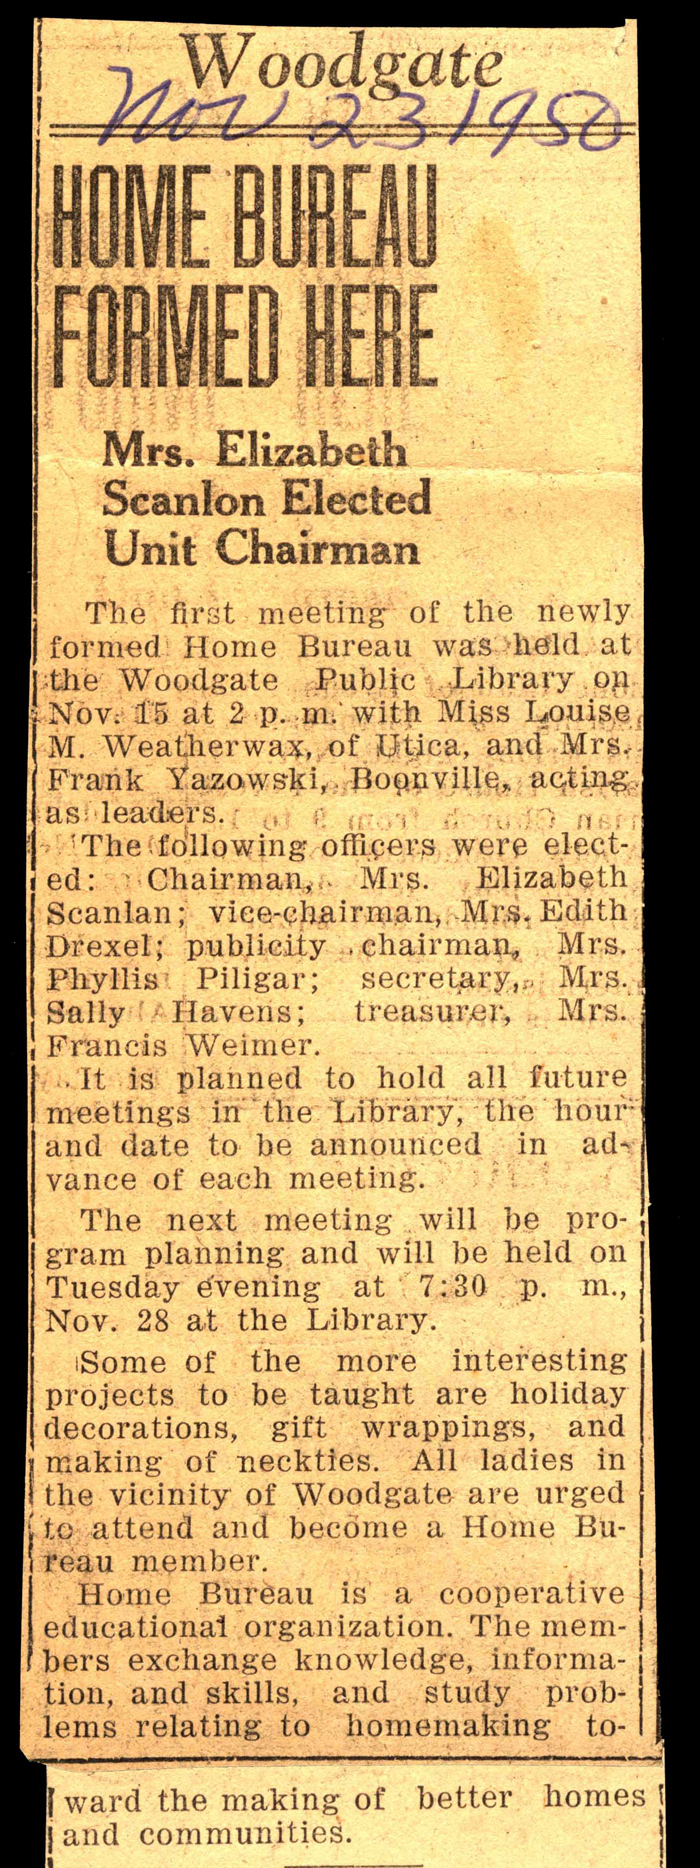 Woodgate
Nov 23 1950
HOME BUREAU
FORMED HERE
Mrs. Elizabeth
Scanlon Elected
Unit Chairman
The first meeting of the newly
formed Home Bureau was held at
the Woodgate Public Library on
Nov. 15 at 2 p. m. with Miss Louise
M. Weatherwax, of Utica, and Mrs.
Frank Yazowski, Boonville, acting
as leaders.
The following officers were elect-
ed: Chairman, Mrs. Elizabeth
Scanlan; vice-chairman, Mrs. Edith
Drexel; publicity chairman, Mrs.
Phyllis Piligar; secretary, Mrs.
Sally Havens; treasurer, Mrs.
Francis Weimer.
It is planned to hold all future
meetings in the Library, the hour
and date to be announced in ad-
vance of each meeting.
The next meeting will be pro-
gram planning and will be held on
Tuesday evening at 7:30 p. m.,
Nov. 28 at the Library.
Some of the more interesting
projects to be taught are holiday
decorations, gift wrappings, and
making of neckties. All ladies in
the vicinity of Woodgate are urged
to attend and become a Home Bu-
reau member.
Home Bureau is a cooperative
educational organization. The mem-
bers exchange knowledge, informa-
tion, and skills, and study prob-
lems relating to homemaking to-
ward the making of better homes
and communities.